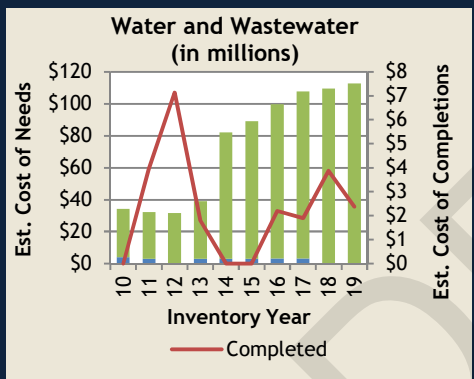 Water and Wastewater
(in millions)
Est. Cost of Needs
$120
$100
$80
$60
$40
$20
$0
$8
$7
$6
$5
$4
$3
$2
$1
$0
Est. Cost of Completions
10 11 12 13 14 15 16 17 18 19
Inventory Year
Completed